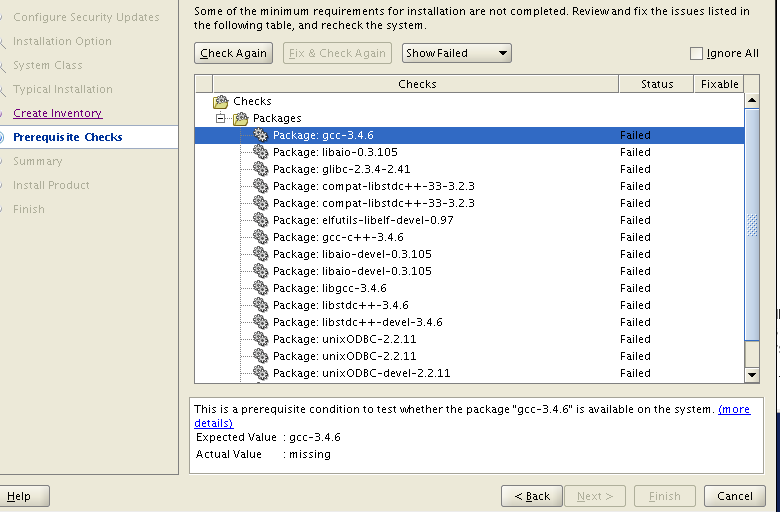 Configure Security Updates
Installation Option
System Class
Typical Installation
Create Inventory
Prerequisite Checks
Summary
Install Product
Finish
Some of the minimum requirements for installation are not completed. Review and fix the issues listed in
the following table, and recheck the system.
Check Again
Fix & Check Again
Show Failed
Ignore All
Checks Status Fixable
Checks
Packages
Package: gcc-3.4.6 Failed
Package: libaio-0.3.105 Failed
Package: glibc-2.3.4-2.41 Failed
Package: compat-libstdc++-33-3.2.3 Failed
Package: compat-libstdc++-33-3.2.3 Failed
Package: elfutils-libelf-devel-0.97 Failed
Package: gcc-c++-3.4.6 Failed
Package: libaio-devel-0.3.105 Failed
Package: libaio-devel-0.3.105 Failed
Package: libgcc-3.4.6 Failed
Package: libstdc++-3.4.6 Failed
Package: libstdc++-devel-3.4.6 Failed
Package: unixODBC-2.2.11 Failed
Package: unixODBC-2.2.11 Failed
Package: unixODBC-devel-2.2.11 Failed
This is a prerequisite condition to test whether the package "gcc-3.4.6" is available on the system. (more
details)
Expected Value : gcc-3.4.6
Actual Value : missing
Help
< Back
Next >
Finish
Cancel